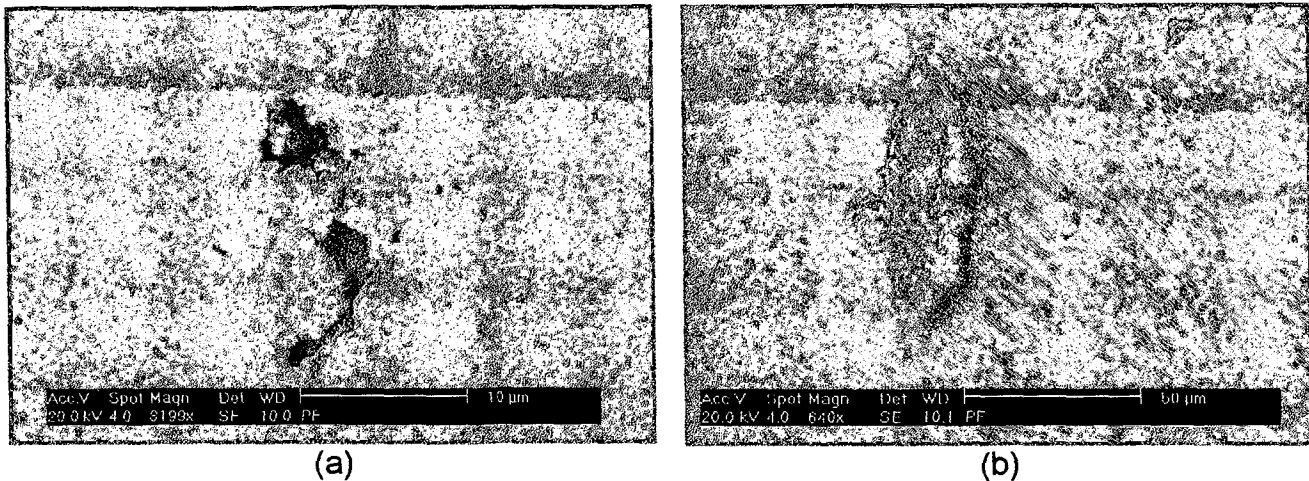 Acc.V Spot Magn Det WD 10 µm
20.0 kV 4.0 8199x SE 10.0 PF
(a)
Acc.V Spot Magn Det WD 50 µm
20.0 kV 4.0 640x SE 10.1 PF
(b)